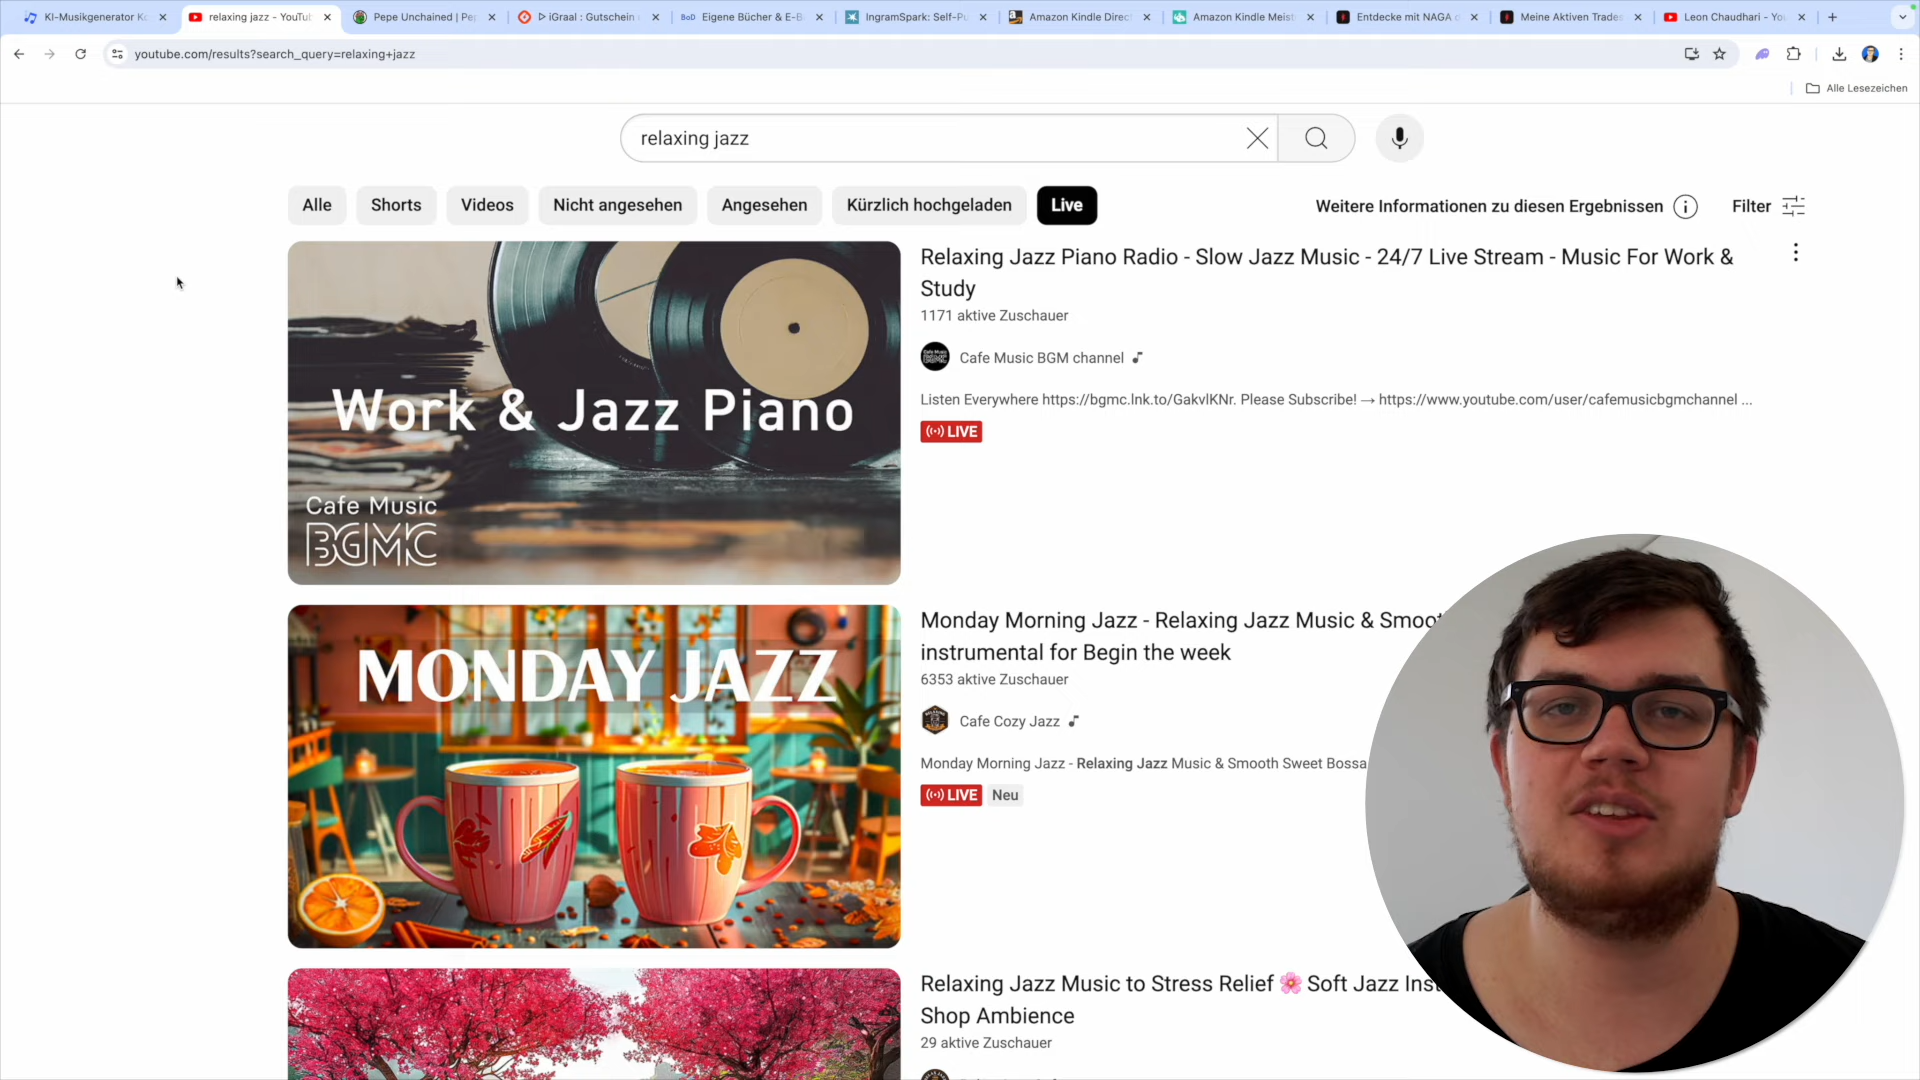 KI-Musikgenerator
relaxing jazz - YouTub
Pepe Unchained | Pe
iGraal : Gutschein
BoD
Eigene Bücher & E-B
IngramSpark: Self-Pu
Amazon Kindle Direc
Amazon Kindle Meist
Entdecke mit NAGA
Meine Aktiven Trades
Leon Chaudhari - You
youtube.com/results?search_query=relaxing+jazz
Alle Lesezeichen
relaxing jazz
Alle
Shorts
Videos
Nicht angesehen
Angesehen
Kürzlich hochgeladen
Live
Weitere Informationen zu diesen Ergebnissen
Filter
Work & Jazz Piano
Cafe Music
BGMC
Relaxing Jazz Piano Radio - Slow Jazz Music - 24/7 Live Stream - Music For Work &
Study
1171 aktive Zuschauer
Cafe Music BGM channel
Listen Everywhere https://bgmc.lnk.to/GakvlKNr. Please Subscribe! → https://www.youtube.com/user/cafemusicbgmchannel ...
LIVE
MONDAY JAZZ
Monday Morning Jazz - Relaxing Jazz Music & Smoot
instrumental for Begin the week
6353 aktive Zuschauer
Cafe Cozy Jazz
Monday Morning Jazz - Relaxing Jazz Music & Smooth Sweet Bossa
LIVE
Neu
Relaxing Jazz Music to Stress Relief 🌸 Soft Jazz Inst
Shop Ambience
29 aktive Zuschauer